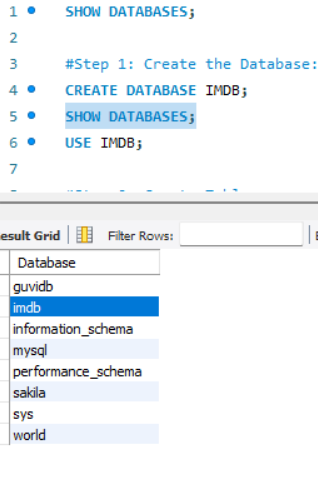 1 SHOW DATABASES;
2
3 #Step 1: Create the Database:
4 CREATE DATABASE IMDB;
5 SHOW DATABASES;
6 USE IMDB;
7
esult Grid Filter Rows:
Database
guvidb
imdb
information_schema
mysql
performance_schema
sakila
sys
world